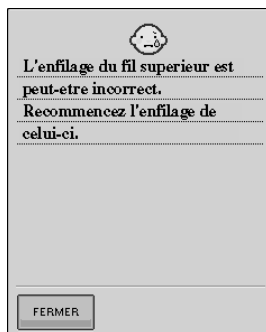 L'enfilage du fil superieur est
peut-etre incorrect.
Recommencez l'enfilage de
celui-ci.
FERMER